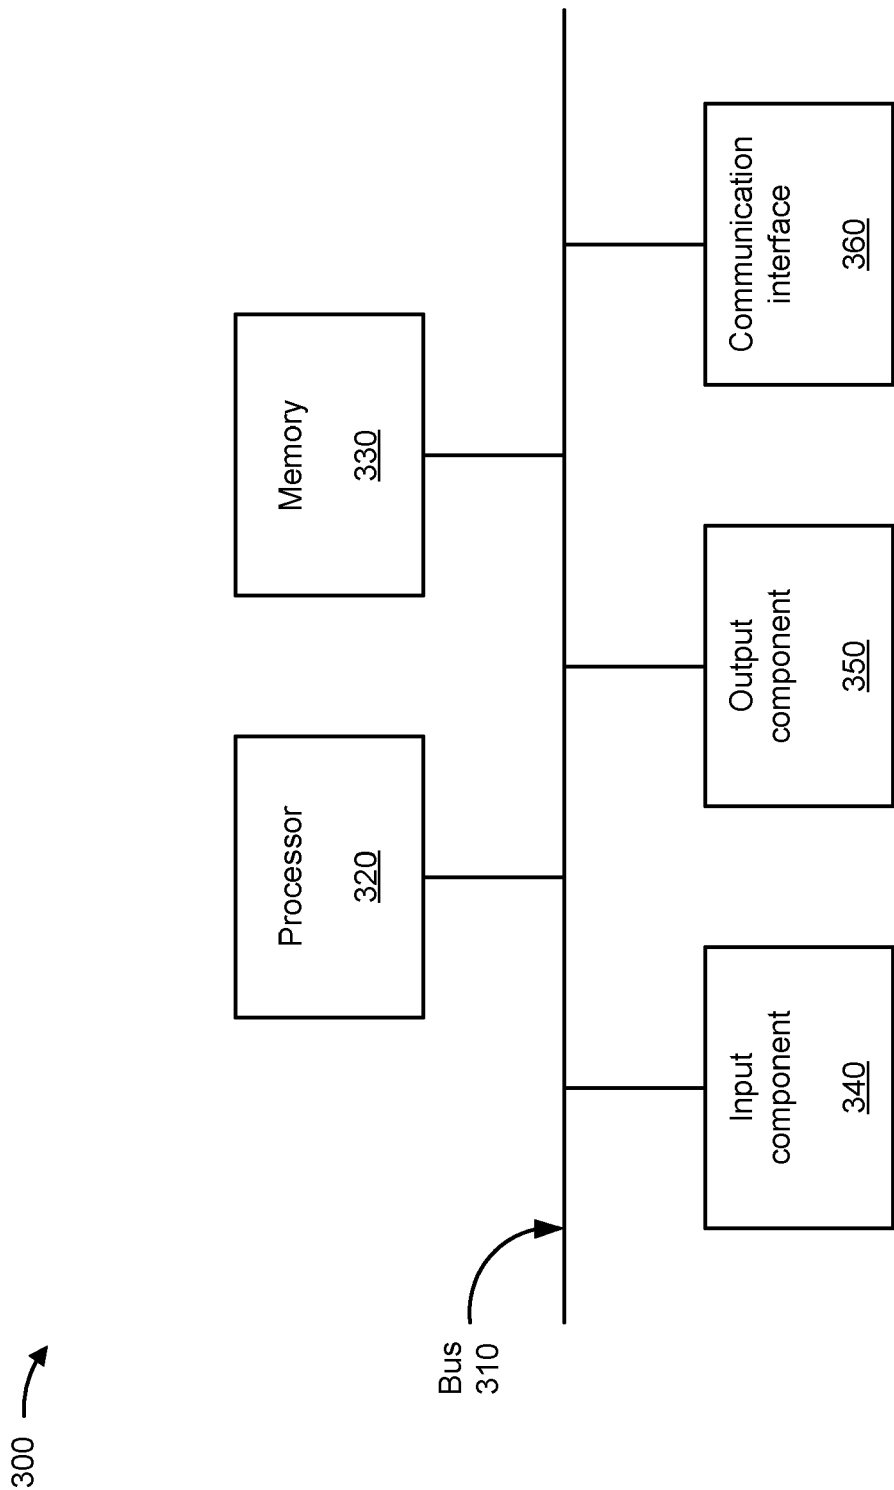 300
Bus
310
Processor
320
Memory
330
Input
component
340
Output
component
350
Communication
interface
360